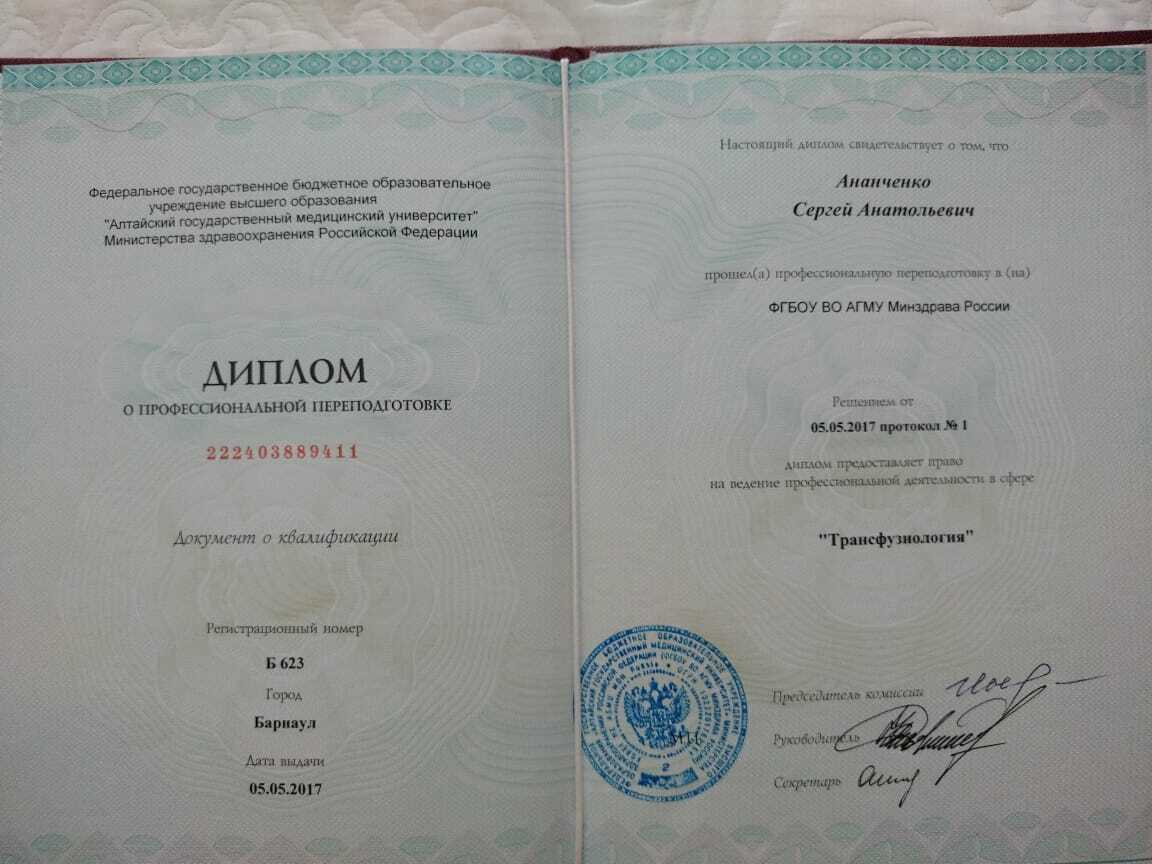 Федеральное государственное бюджетное образовательное
учреждение высшего образования
"Алтайский государственный медицинский университет"
Министерства здравоохранения Российской Федерации
ДИПЛОМ
О ПРОФЕССИОНАЛЬНОЙ ПЕРЕПОДГОТОВКЕ
222403889411
Документ о квалификации
Регистрационный номер
Б 623
Город
Барнаул
Дата выдачи
05.05.2017
Настоящий диплом свидетельствует о том, что
Ананченко
Сергей Анатольевич
прошел(а) профессиональную переподготовку в (на)
ФГБОУ ВО АГМУ Минздрава России
Решением от
05.05.2017 протокол № 1
диплом предоставляет право
на ведение профессиональной деятельности в сфере
"Трансфузиология"
Председатель комиссии
Руководитель
Секретарь
М.П.
2